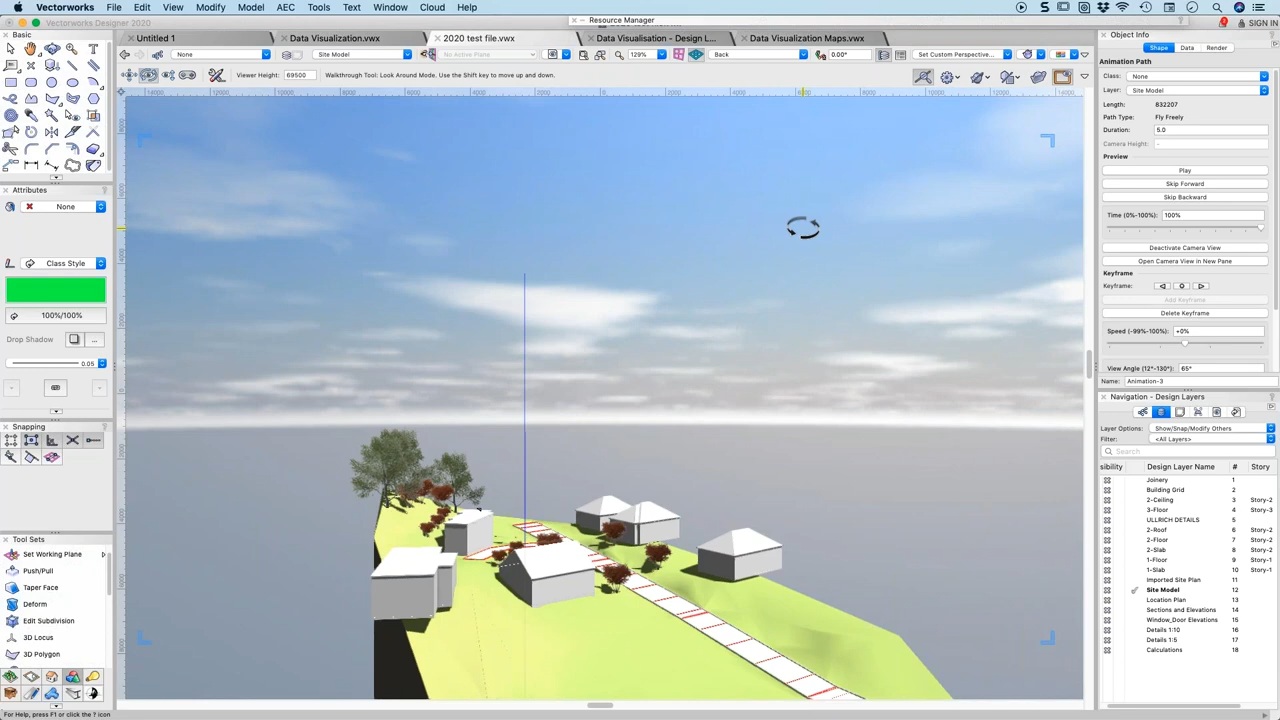 Vectorworks File Edit View Modify Model AEC Tools Text Window Cloud Help
Vectorworks Designer 2020
Resource Manager
SIGN IN
Basic
Untitled 1
Data Visualization.vwx
2020 test file.vwx
Data Visualisation - Design L...
Data Visualization Maps.vwx
None
Site Model
No Active Plane
129%
Back
0.00°
Set Custom Perspective...
Viewer Height: 69500 Walkthrough Tool: Look Around Mode, Use the Shift key to move up and down.
Attributes
None
Class Style
100%/100%
Drop Shadow
...
0.05
Snapping
Tool Sets
Set Working Plane
Push/Pull
Taper Face
Deform
Edit Subdivision
3D Locus
3D Polygon
For Help, press F1 or click the ? icon
Object Info
Shape Data Render
Animation Path
Class: None
Layer: Site Model
Length: 832207
Path Type: Fly Freely
Duration: 5.0
Camera Height: -
Preview
Play
Skip Forward
Skip Backward
Time (0%-100%): 100%
Deactivate Camera View
Open Camera View in New Pane
Keyframe
Keyframe:
Add Keyframe
Delete Keyframe
Speed (-99%-100%): +0%
View Angle (12°-130°): 65°
Name: Animation-3
Navigation - Design Layers
Layer Options: Show/Snap/Modify Others
Filter: <All Layers>
Search
sibility Design Layer Name # Story
Joinery 1
Building Grid 2
2-Ceiling 3 Story-2
3-Floor 4 Story-3
ULLRICH DETAILS 5
2-Roof 6 Story-2
2-Floor 7 Story-2
2-Slab 8 Story-2
1-Floor 9 Story-1
1-Slab 10 Story-1
Imported Site Plan 11
Site Model 12
Location Plan 13
Sections and Elevations 14
Window_Door Elevations 15
Details 1:10 16
Details 1:5 17
Calculations 18